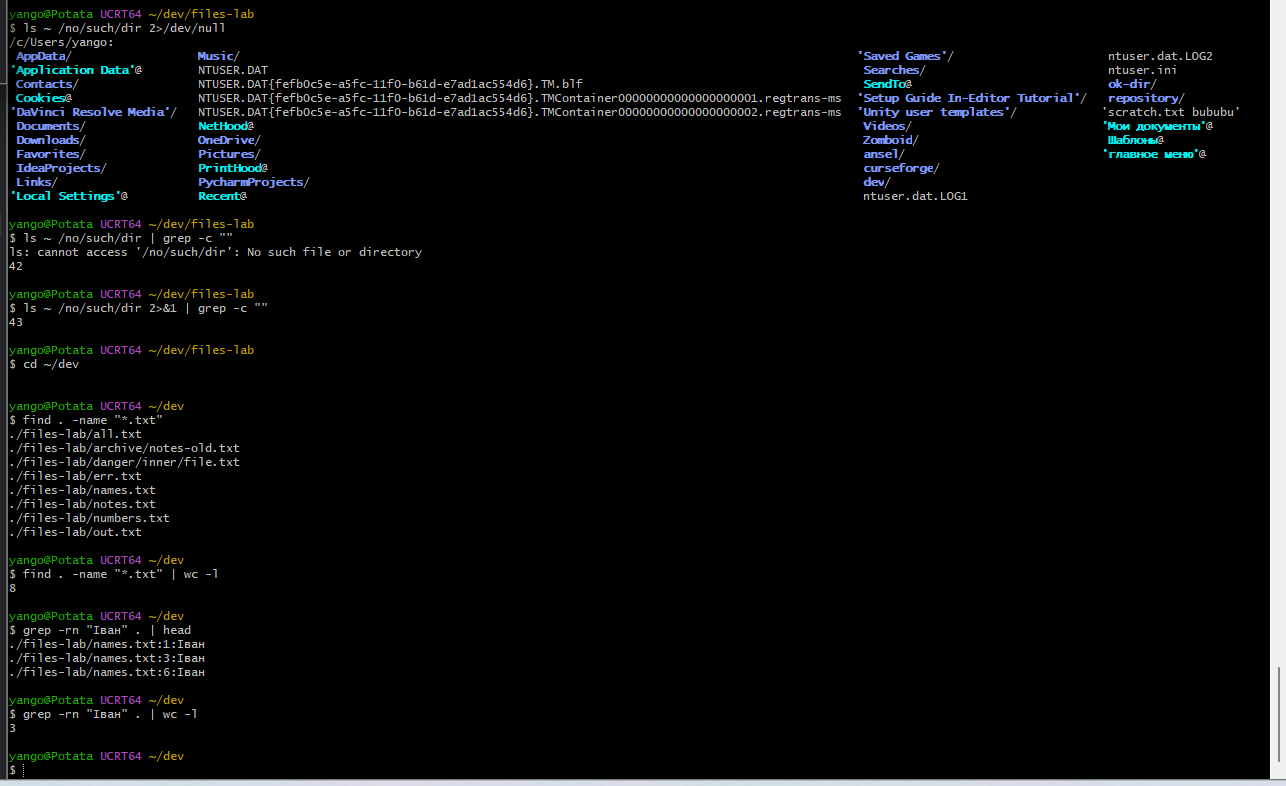 yango@Potata UCRT64 ~/dev/files-lab
$ ls ~ /no/such/dir 2>/dev/null
/c/Users/yango:
 AppData/                Music/                                                                                        'Saved Games'/                       ntuser.dat.LOG2
'Application Data'@      NTUSER.DAT                                                                                     Searches/                            ntuser.ini
 Contacts/               NTUSER.DAT{fefb0c5e-a5fc-11f0-b61d-e7ad1ac554d6}.TM.blf                                        SendTo@                              ok-dir/
 Cookies@                NTUSER.DAT{fefb0c5e-a5fc-11f0-b61d-e7ad1ac554d6}.TMContainer00000000000000000001.regtrans-ms  'Setup Guide In-Editor Tutorial'/     repository/
'DaVinci Resolve Media'/ NTUSER.DAT{fefb0c5e-a5fc-11f0-b61d-e7ad1ac554d6}.TMContainer00000000000000000002.regtrans-ms  'Unity user templates'/              'scratch.txt bububu'
 Documents/              NetHood@                                                                                       Videos/                             'Мои документы'@
 Downloads/              OneDrive/                                                                                      Zomboid/                             Шаблоны@
 Favorites/              Pictures/                                                                                      ansel/                              'главное меню'@
 IdeaProjects/           PrintHood@                                                                                     curseforge/
 Links/                  PycharmProjects/                                                                               dev/
'Local Settings'@        Recent@                                                                                        ntuser.dat.LOG1
yango@Potata UCRT64 ~/dev/files-lab
$ ls ~ /no/such/dir | grep -c ""
ls: cannot access '/no/such/dir': No such file or directory
42
yango@Potata UCRT64 ~/dev/files-lab
$ ls ~ /no/such/dir 2>&1 | grep -c ""
43
yango@Potata UCRT64 ~/dev/files-lab
$ cd ~/dev
yango@Potata UCRT64 ~/dev
$ find . -name "*.txt"
./files-lab/all.txt
./files-lab/archive/notes-old.txt
./files-lab/danger/inner/file.txt
./files-lab/err.txt
./files-lab/names.txt
./files-lab/notes.txt
./files-lab/numbers.txt
./files-lab/out.txt
yango@Potata UCRT64 ~/dev
$ find . -name "*.txt" | wc -l
8
yango@Potata UCRT64 ~/dev
$ grep -rn "Іван" . | head
./files-lab/names.txt:1:Іван
./files-lab/names.txt:3:Іван
./files-lab/names.txt:6:Іван
yango@Potata UCRT64 ~/dev
$ grep -rn "Іван" . | wc -l
3
yango@Potata UCRT64 ~/dev
$